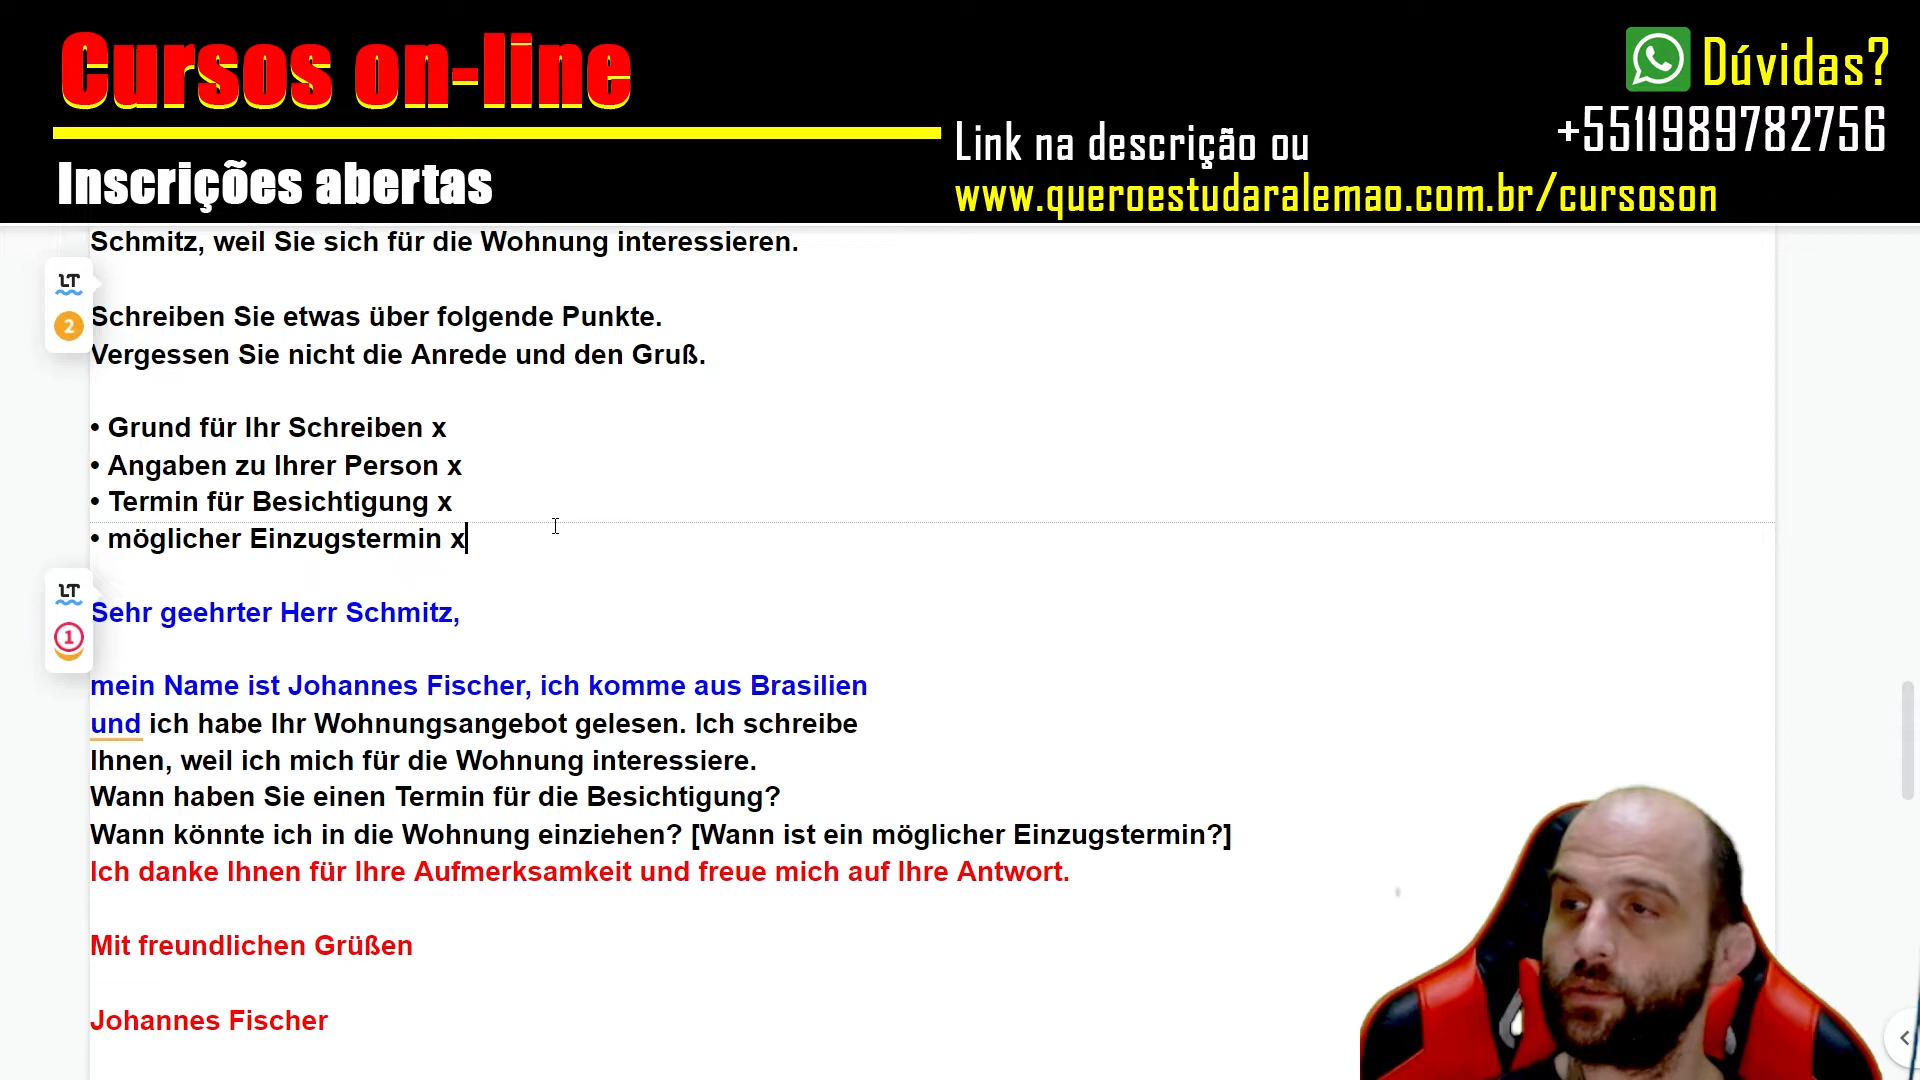 Cursos on-line
Dúvidas?
+5511989782756
Link na descrição ou
Inscrições abertas
www.queroestudaralemao.com.br/cursoson
Schmitz, weil Sie sich für die Wohnung interessieren.
LT
2
Schreiben Sie etwas über folgende Punkte.
Vergessen Sie nicht die Anrede und den Gruß.
• Grund für Ihr Schreiben x
• Angaben zu Ihrer Person x
• Termin für Besichtigung x
• möglicher Einzugstermin x
LT
1
Sehr geehrter Herr Schmitz,
mein Name ist Johannes Fischer, ich komme aus Brasilien
und ich habe Ihr Wohnungsangebot gelesen. Ich schreibe
Ihnen, weil ich mich für die Wohnung interessiere.
Wann haben Sie einen Termin für die Besichtigung?
Wann könnte ich in die Wohnung einziehen? [Wann ist ein möglicher Einzugstermin?]
Ich danke Ihnen für Ihre Aufmerksamkeit und freue mich auf Ihre Antwort.
Mit freundlichen Grüßen
Johannes Fischer